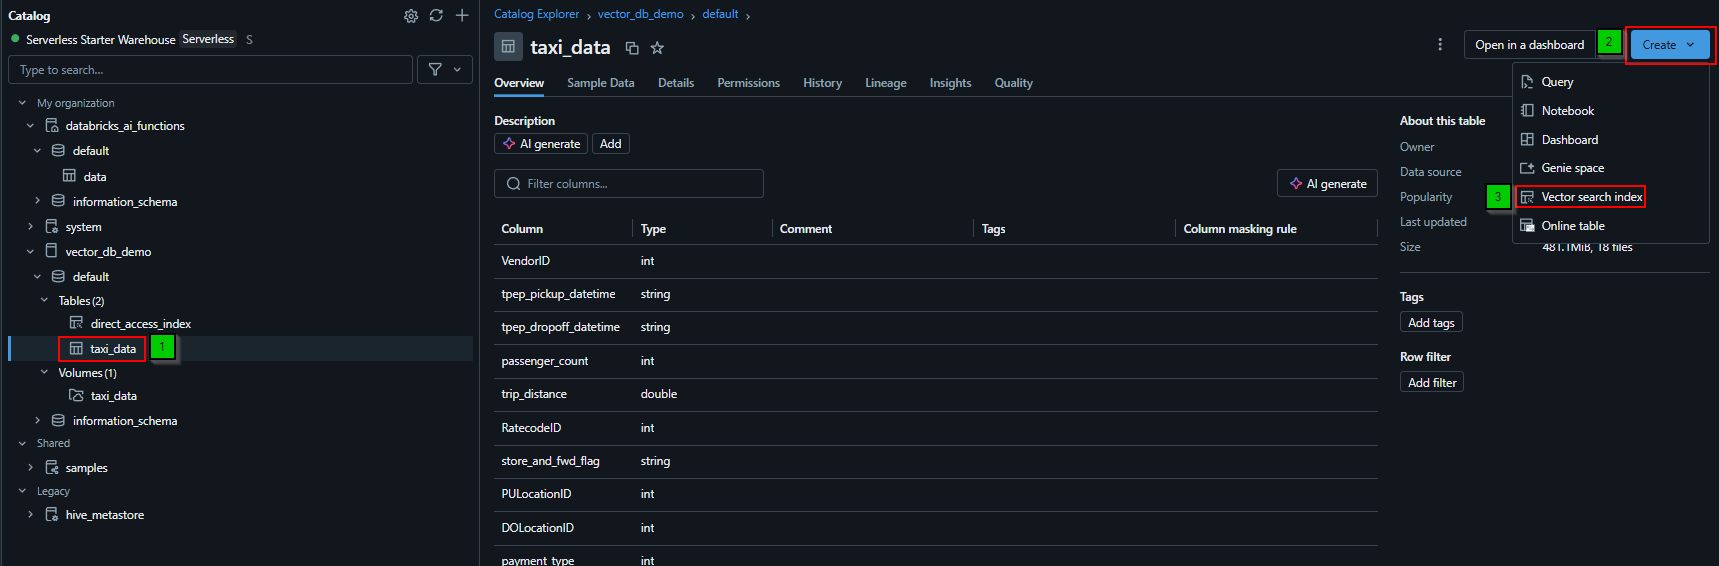 Catalog
Serverless Starter Warehouse Serverless S
Type to search...
My organization
databricks_ai_functions
default
data
information_schema
system
vector_db_demo
default
Tables (2)
direct_access_index
taxi_data 1
Volumes (1)
taxi_data
information_schema
Shared
samples
Legacy
hive_metastore
Catalog Explorer > vector_db_demo > default >
taxi_data
Open in a dashboard 2 Create
Overview Sample Data Details Permissions History Lineage Insights Quality
Description
AI generate Add
Filter columns... AI generate
Column Type Comment Tags Column masking rule
VendorID int
tpep_pickup_datetime string
tpep_dropoff_datetime string
passenger_count int
trip_distance double
RatecodeID int
store_and_fwd_flag string
PULocationID int
DOLocationID int
payment_type int
Query
Notebook
Dashboard
Genie space
3 Vector search index
Online table
About this table
Owner
Data source
Popularity
Last updated
Size 481.1MiB, 18 files
Tags
Add tags
Row filter
Add filter